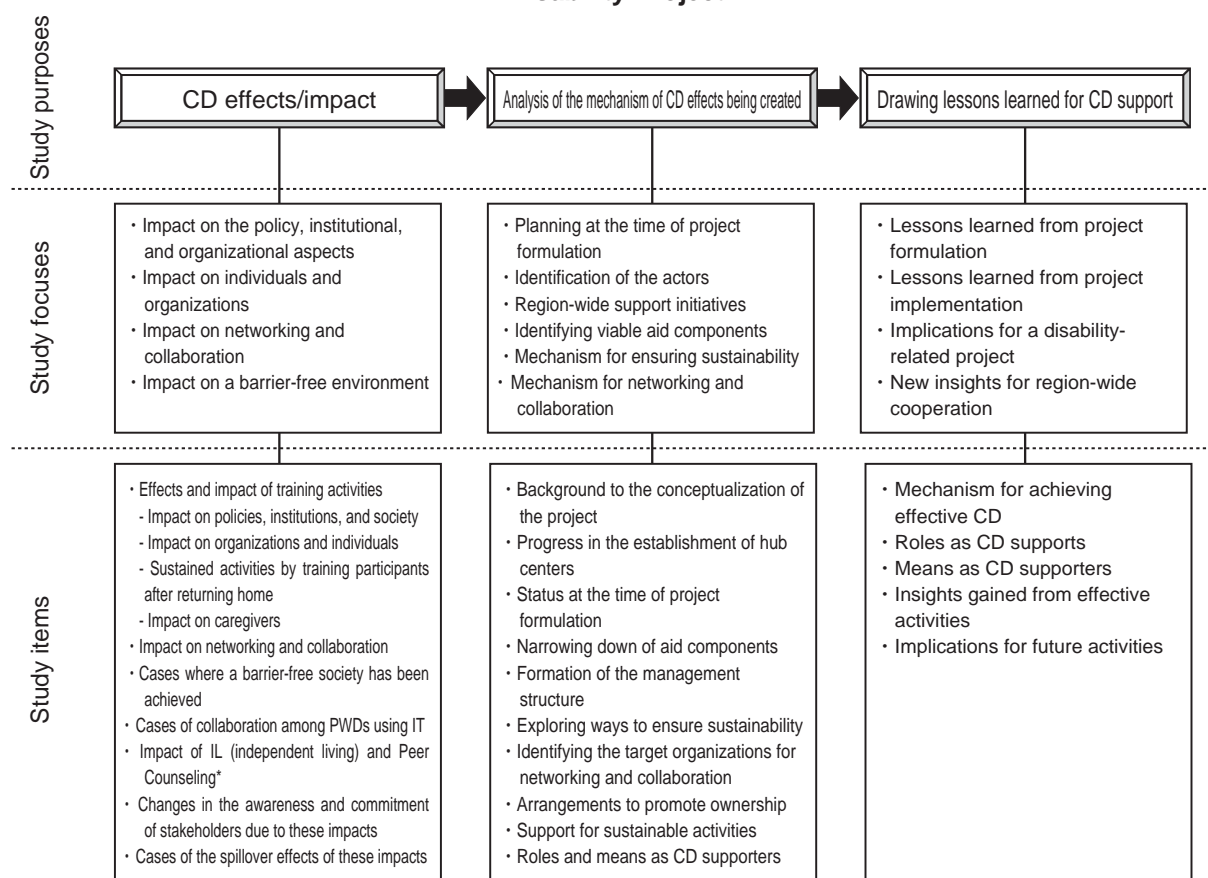 Study purposes
CD effects/impact
Analysis of the mechanism of CD effects being created
Drawing lessons learned for CD support
Study focuses
・Impact on the policy, institutional,
and organizational aspects
・Impact on individuals and
organizations
・Impact on networking and
collaboration
・Impact on a barrier-free environment
・Planning at the time of project
formulation
・Identification of the actors
・Region-wide support initiatives
・Identifying viable aid components
・Mechanism for ensuring sustainability
・Mechanism for networking and
collaboration
・Lessons learned from project
formulation
・Lessons learned from project
implementation
・Implications for a disability-
related project
・New insights for region-wide
cooperation
Study items
・Effects and impact of training activities
- Impact on policies, institutions, and society
- Impact on organizations and individuals
- Sustained activities by training participants
after returning home
- Impact on caregivers
・Impact on networking and collaboration
・Cases where a barrier-free society has been
achieved
・Cases of collaboration among PWDs using IT
・Impact of IL (independent living) and Peer
Counseling*
・Changes in the awareness and commitment
of stakeholders due to these impacts
・Cases of the spillover effects of these impacts
・Background to the conceptualization of
the project
・Progress in the establishment of hub
centers
・Status at the time of project
formulation
・Narrowing down of aid components
・Formation of the management
structure
・Exploring ways to ensure sustainability
・Identifying the target organizations for
networking and collaboration
・Arrangements to promote ownership
・Support for sustainable activities
・Roles and means as CD supporters
・Mechanism for achieving
effective CD
・Roles as CD supports
・Means as CD supporters
・Insights gained from effective
activities
・Implications for future activities